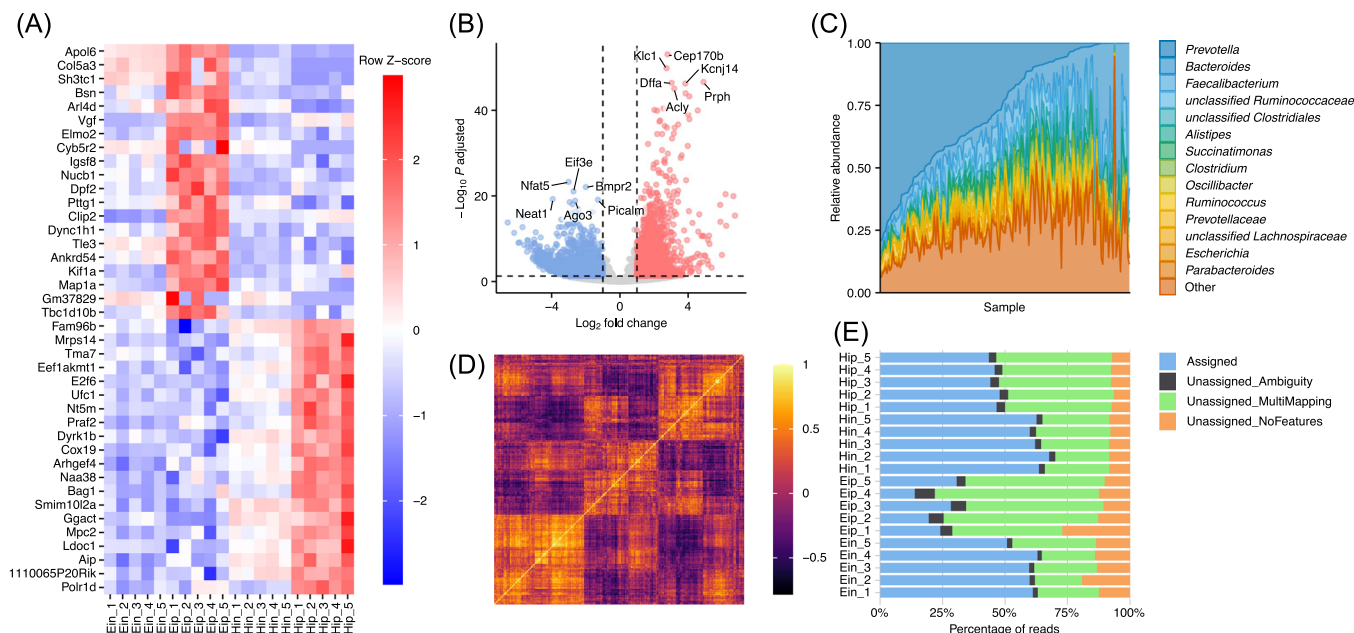 (A)
Apol6
Col5a3
Sh3tc1
Bsn
Arl4d
Vgf
Elmo2
Cyb5r2
Igsf8
Nucb1
Dpf2
Pttg1
Clip2
Dync1h1
Tle3
Ankrd54
Kif1a
Map1a
Gm37829
Tbc1d10b
Fam96b
Mrps14
Tma7
Eef1akmt1
E2f6
Ufc1
Nt5m
Praf2
Dyrk1b
Cox19
Arhgef4
Naa38
Bag1
Smim10l2a
Ggact
Mpc2
Ldoc1
Aip
1110065P20Rik
Polr1d
Ein_1
Ein_2
Ein_3
Ein_4
Ein_5
Eip_1
Eip_2
Eip_3
Eip_4
Eip_5
Hin_1
Hin_2
Hin_3
Hin_4
Hin_5
Hip_1
Hip_2
Hip_3
Hip_4
Hip_5
Row Z−score
2
1
0
−1
−2
(B)
−Log10 P adjusted
40
20
0
Klc1
Cep170b
Kcnj14
Dffa
Acly
Prph
Eif3e
Nfat5
Bmpr2
Neat1
Ago3
Picalm
−4
0
4
Log2 fold change
(C)
Relative abundance
1.00
0.75
0.50
0.25
0.00
Sample
Prevotella
Bacteroides
Faecalibacterium
unclassified Ruminococcaceae
unclassified Clostridiales
Alistipes
Succinatimonas
Clostridium
Oscillibacter
Ruminococcus
Prevotellaceae
unclassified Lachnospiraceae
Escherichia
Parabacteroides
Other
(D)
1
0.5
0
−0.5
(E)
Hip_5
Hip_4
Hip_3
Hip_2
Hip_1
Hin_5
Hin_4
Hin_3
Hin_2
Hin_1
Eip_5
Eip_4
Eip_3
Eip_2
Eip_1
Ein_5
Ein_4
Ein_3
Ein_2
Ein_1
0%
25%
50%
75%
100%
Percentage of reads
Assigned
Unassigned_Ambiguity
Unassigned_MultiMapping
Unassigned_NoFeatures